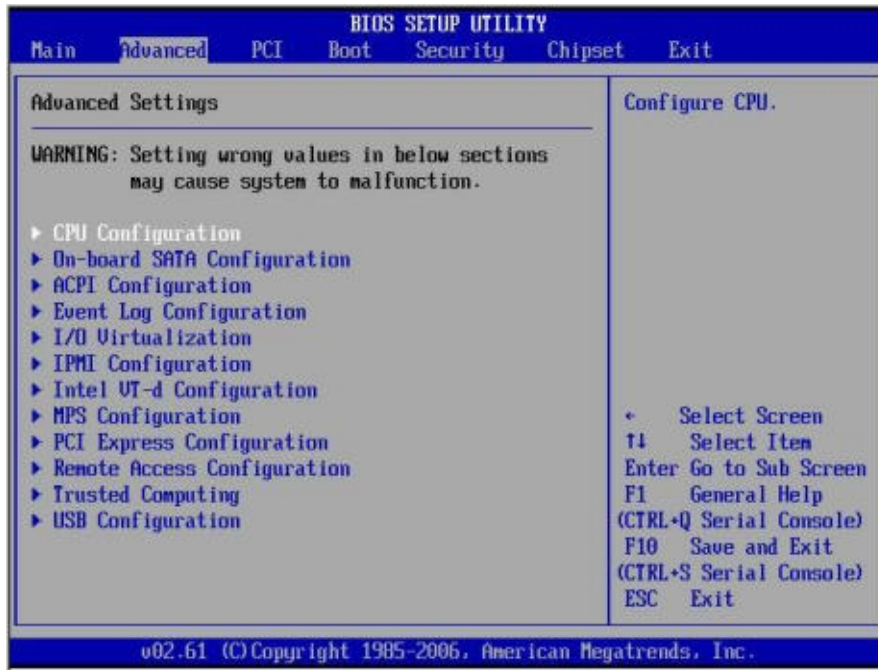 BIOS SETUP UTILITY
Main Advanced PCI Boot Security Chipset Exit
Advanced Settings
WARNING: Setting wrong values in below sections
may cause system to malfunction.
▶ CPU Configuration
▶ On-board SATA Configuration
▶ ACPI Configuration
▶ Event Log Configuration
▶ I/O Virtualization
▶ IPMI Configuration
▶ Intel VT-d Configuration
▶ MPS Configuration
▶ PCI Express Configuration
▶ Remote Access Configuration
▶ Trusted Computing
▶ USB Configuration
Configure CPU.
← Select Screen
↑↓ Select Item
Enter Go to Sub Screen
F1 General Help
(CTRL+Q Serial Console)
F10 Save and Exit
(CTRL+S Serial Console)
ESC Exit
v02.61 (C)Copyright 1985-2006, American Megatrends, Inc.